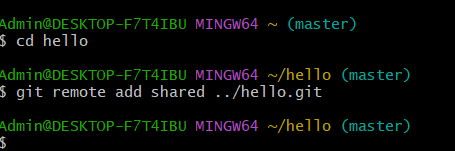 Admin@DESKTOP-F7T4IBU MINGW64 ~ (master)
$ cd hello
Admin@DESKTOP-F7T4IBU MINGW64 ~/hello (master)
$ git remote add shared ../hello.git
Admin@DESKTOP-F7T4IBU MINGW64 ~/hello (master)
$